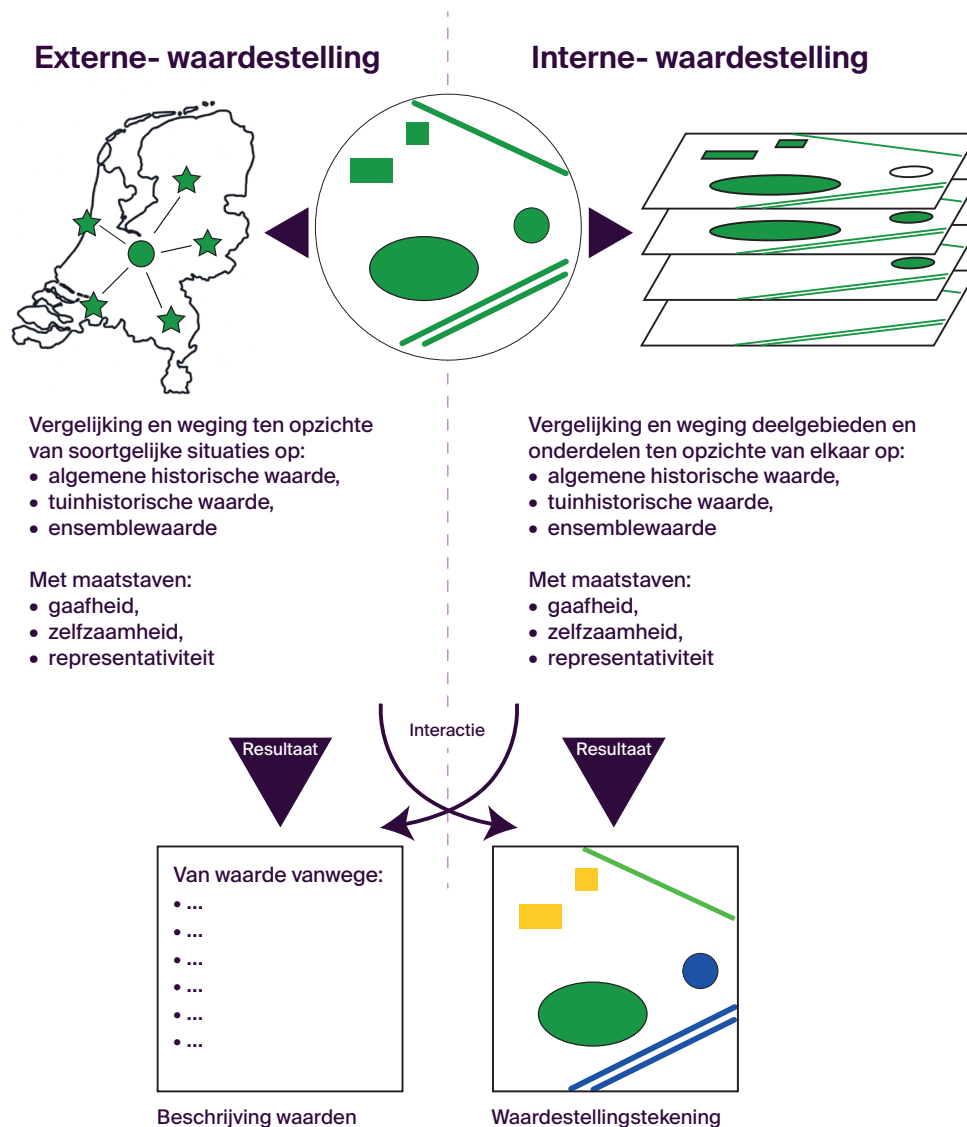 Externe- waardestelling
Interne- waardestelling
Vergelijking en weging ten opzichte
van soortgelijke situaties op:
• algemene historische waarde,
• tuinhistorische waarde,
• ensemblewaarde
Met maatstaven:
• gaafheid,
• zelfzaamheid,
• representativiteit
Vergelijking en weging deelgebieden en
onderdelen ten opzichte van elkaar op:
• algemene historische waarde,
• tuinhistorische waarde,
• ensemblewaarde
Met maatstaven:
• gaafheid,
• zelfzaamheid,
• representativiteit
Interactie
Resultaat
Resultaat
Van waarde vanwege:
• ...
• ...
• ...
• ...
• ...
• ...
Beschrijving waarden
Waardestellingstekening